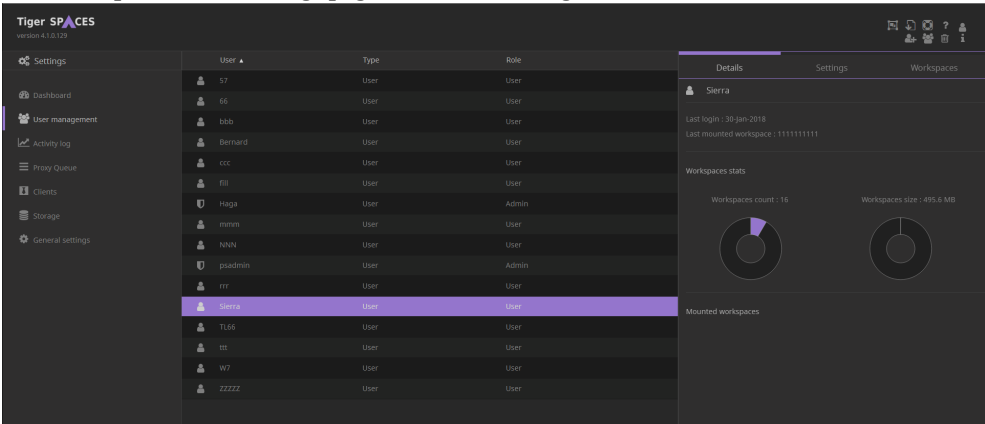 Tiger SPACES
version 4.1.0.129
Settings
Dashboard
User management
Activity log
Proxy Queue
Clients
Storage
General settings
User Type Role
57 User User
66 User User
bbb User User
Bernard User User
ccc User User
fill User User
Haga User Admin
mmm User User
NNN User User
psadmin User Admin
rrr User User
Sierra User User
TL66 User User
ttt User User
W7 User User
ZZZZZ User User
Details Settings Workspaces
Sierra
Last login : 30-Jan-2018
Last mounted workspace : 1111111111
Workspaces stats
Workspaces count : 16 Workspaces size : 495.6 MB
Mounted workspaces